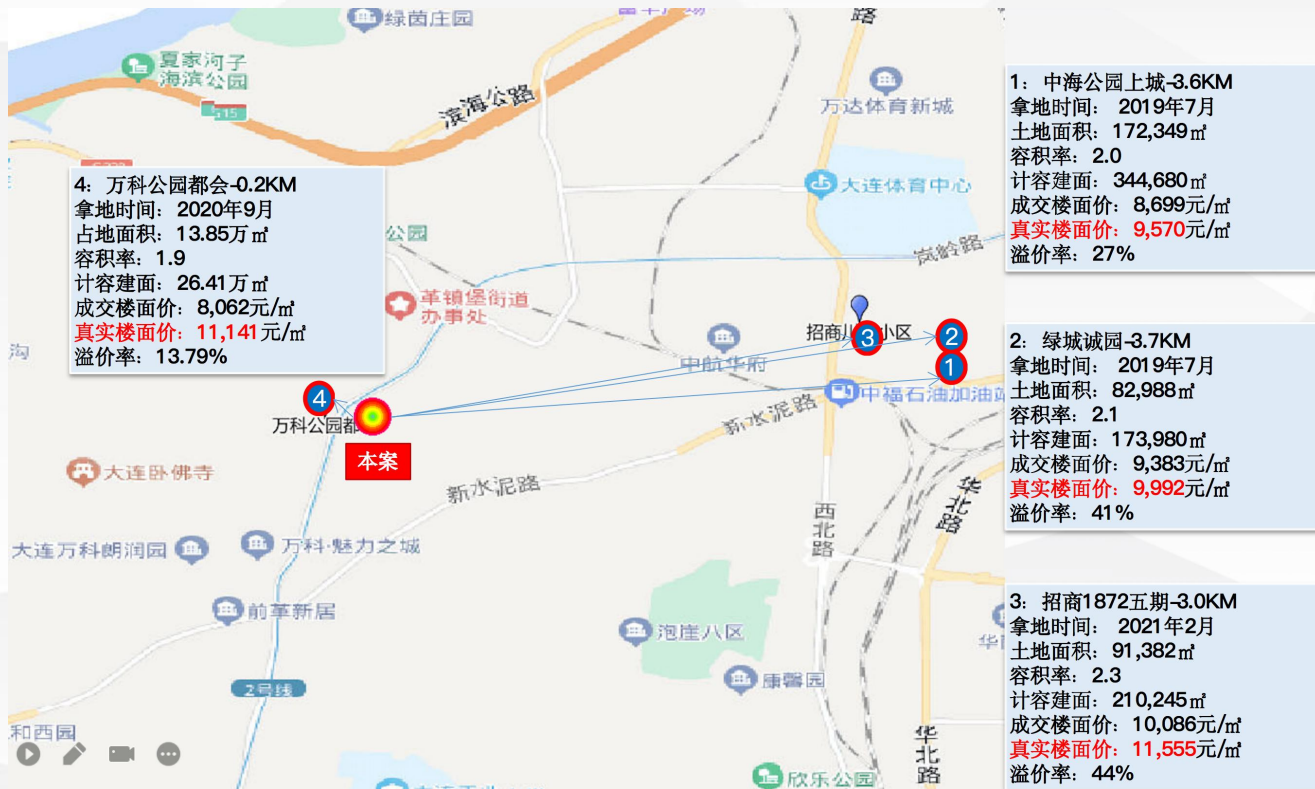 绿茵庄园
路
夏家河子
海滨公园
S15
滨海公路
万达体育新城
1：中海公园上城-3.6KM
拿地时间： 2019年7月
土地面积：172,349㎡
容积率：2.0
计容建面：344,680㎡
成交楼面价：8,699元/㎡
真实楼面价：9,570元/㎡
溢价率：27%
4：万科公园都会-0.2KM
拿地时间：2020年9月
占地面积：13.85万㎡
容积率：1.9
计容建面：26.41万㎡
成交楼面价：8,062元/㎡
真实楼面价：11,141元/㎡
溢价率：13.79%
大连体育中心
公园
岚岭路
革镇堡街道
办事处
沟
中航华府
招商
小区
3
2
1
2：绿城诚园-3.7KM
拿地时间： 2019年7月
土地面积：82,988㎡
容积率：2.1
计容建面：173,980㎡
成交楼面价：9,383元/㎡
真实楼面价：9,992元/㎡
溢价率：41%
4
万科公园都
本案
中福石油加油站
新水泥路
大连卧佛寺
新水泥路
华北路
西北路
大连万科朗润园
万科·魅力之城
前革新居
泡崖八区
康馨园
2号线
和西园
华北路
欣乐公园
3：招商1872五期-3.0KM
拿地时间： 2021年2月
土地面积：91,382㎡
容积率：2.3
计容建面：210,245㎡
成交楼面价：10,086元/㎡
真实楼面价：11,555元/㎡
溢价率：44%